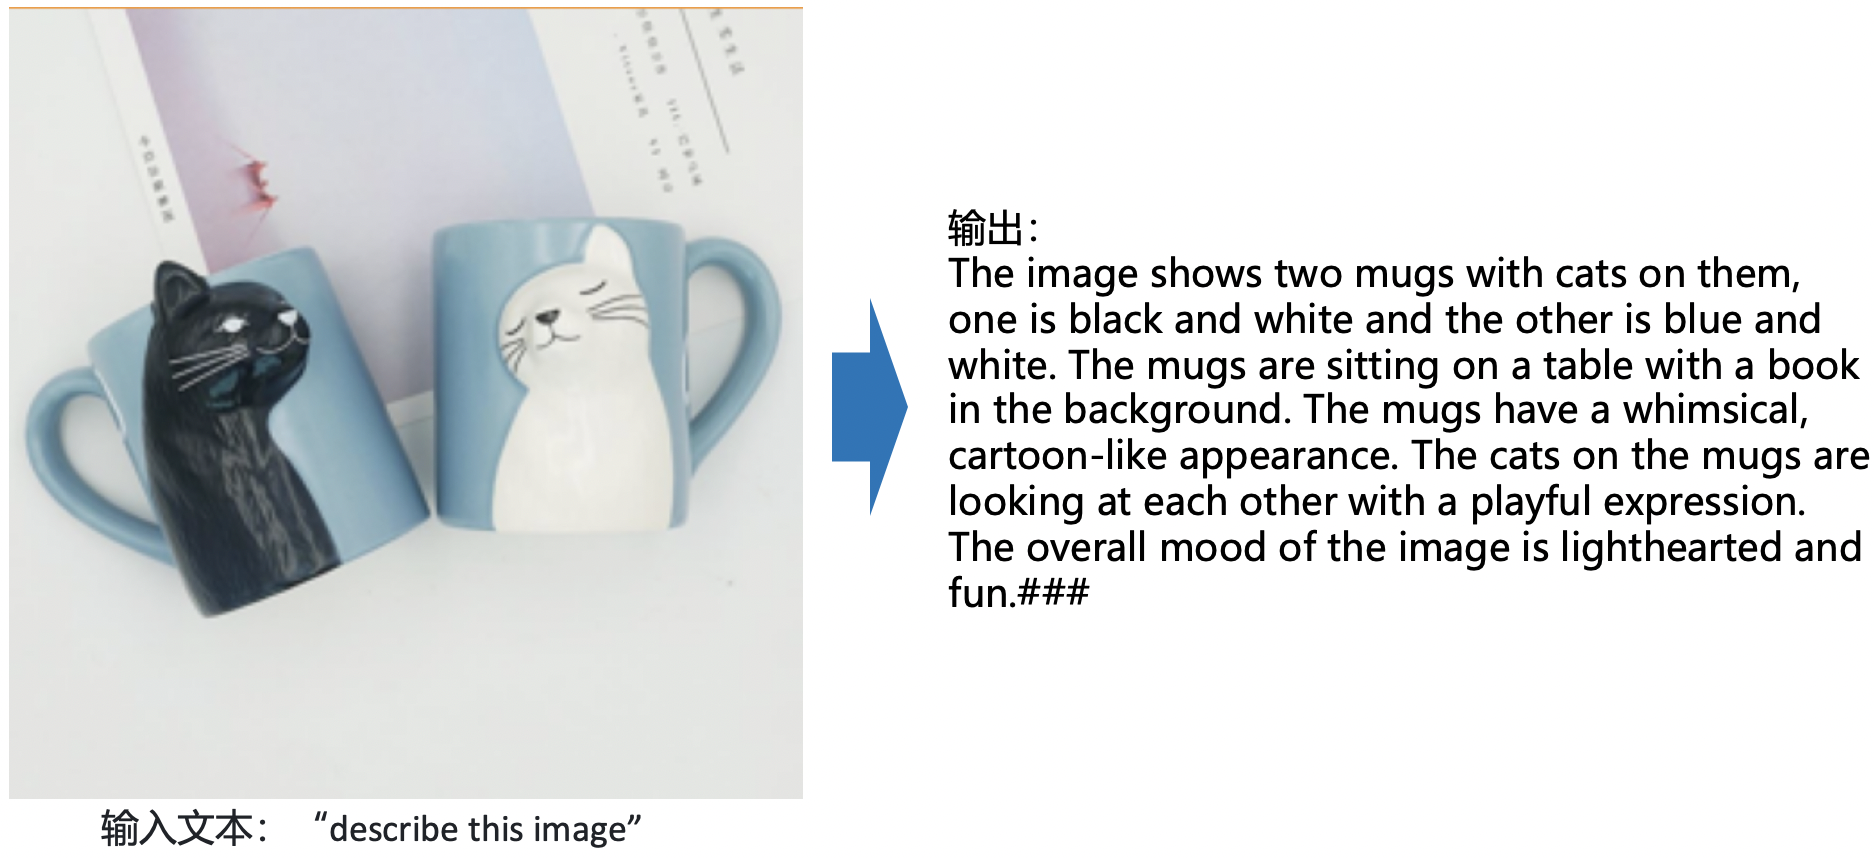 输出：
The image shows two mugs with cats on them,
one is black and white and the other is blue and
white. The mugs are sitting on a table with a book
in the background. The mugs have a whimsical,
cartoon-like appearance. The cats on the mugs are
looking at each other with a playful expression.
The overall mood of the image is lighthearted and
fun.###
输入文本： “describe this image”